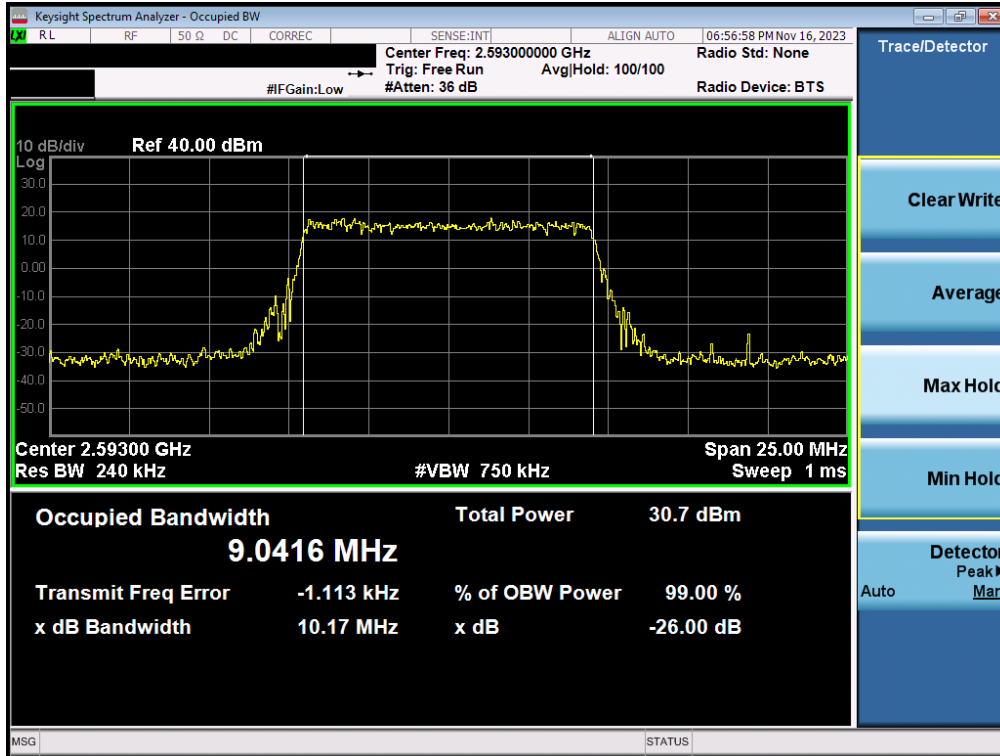 Keysight Spectrum Analyzer - Occupied BW
LXI RL RF 50 Ω DC CORREC SENSE:INT ALIGN AUTO 06:56:58 PM Nov 16, 2023
Center Freq: 2.593000000 GHz Radio Std: None
Trig: Free Run Avg|Hold: 100/100
#IFGain:Low #Atten: 36 dB Radio Device: BTS
10 dB/div Ref 40.00 dBm
Log
30.0
20.0
10.0
0.00
-10.0
-20.0
-30.0
-40.0
-50.0
Center 2.59300 GHz Span 25.00 MHz
Res BW 240 kHz #VBW 750 kHz Sweep 1 ms
Occupied Bandwidth Total Power 30.7 dBm
9.0416 MHz
Transmit Freq Error -1.113 kHz % of OBW Power 99.00 %
x dB Bandwidth 10.17 MHz x dB -26.00 dB
MSG STATUS
Trace/Detector
Clear Write
Average
Max Hold
Min Hold
Detector
Peak▶
Auto Man